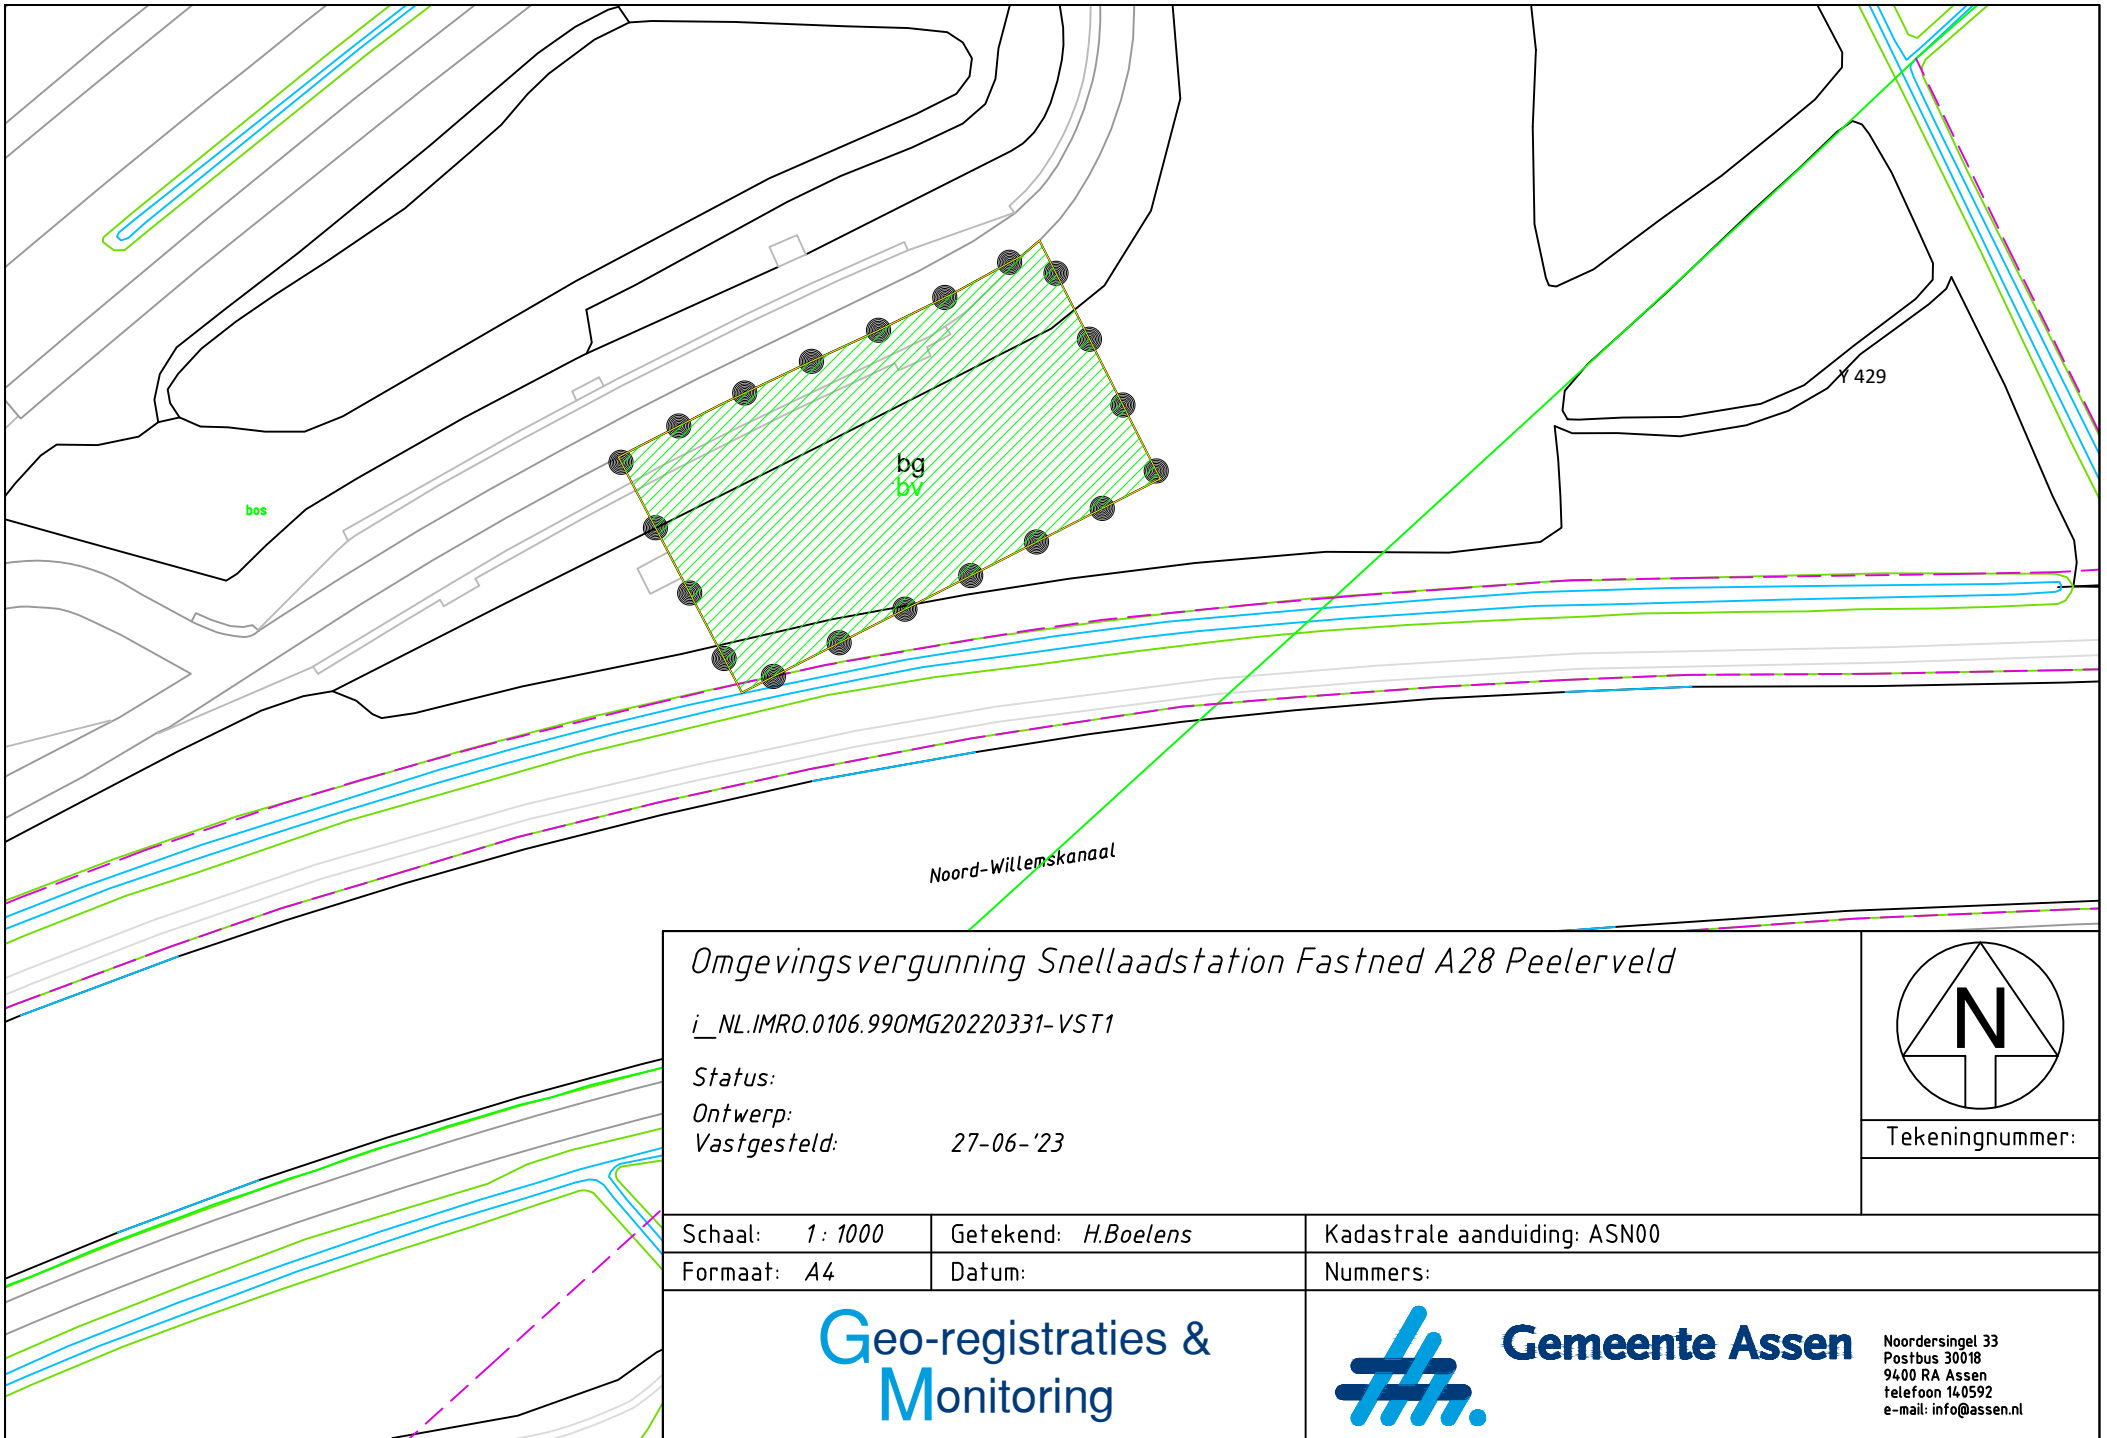 bg
bv
Y 429
bos
Noord-Willemskanaal
Omgevingsvergunning Snellaadstation Fastned A28 Peelerveld
i_NL.IMRO.0106.99OMG20220331-VST1
Status:
Ontwerp:
Vastgesteld: 27-06-'23
N
Tekeningnummer:
Schaal: 1 : 1000
Getekend: H.Boelens
Kadastrale aanduiding: ASN00
Formaat: A4
Datum:
Nummers:
Geo-registraties &
Monitoring
Gemeente Assen
Noordersingel 33
Postbus 30018
9400 RA Assen
telefoon 140592
e-mail: info@assen.nl